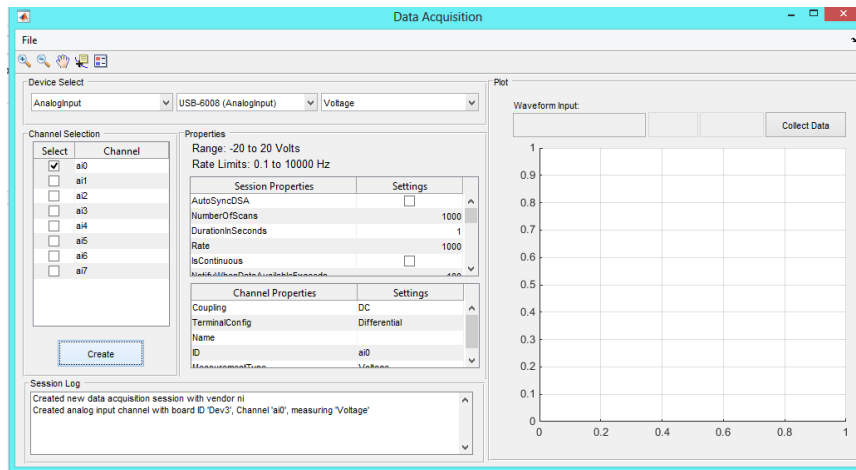 Data Acquisition
File
Device Select
AnalogInput
USB-6008 (AnalogInput)
Voltage
Channel Selection
Select Channel
ai0
ai1
ai2
ai3
ai4
ai5
ai6
ai7
Create
Properties
Range: -20 to 20 Volts
Rate Limits: 0.1 to 10000 Hz
Session Properties Settings
AutoSyncDSA
NumberOfScans 1000
DurationInSeconds 1
Rate 1000
IsContinuous
NotifyWhenDataAvailableExceeds 100
Channel Properties Settings
Coupling DC
TerminalConfig Differential
Name
ID ai0
MeasurementType Voltage
Session Log
Created new data acquisition session with vendor ni
Created analog input channel with board ID 'Dev3', Channel 'ai0', measuring 'Voltage'
Plot
Waveform Input:
Collect Data
1
0.9
0.8
0.7
0.6
0.5
0.4
0.3
0.2
0.1
0
0 0.2 0.4 0.6 0.8 1